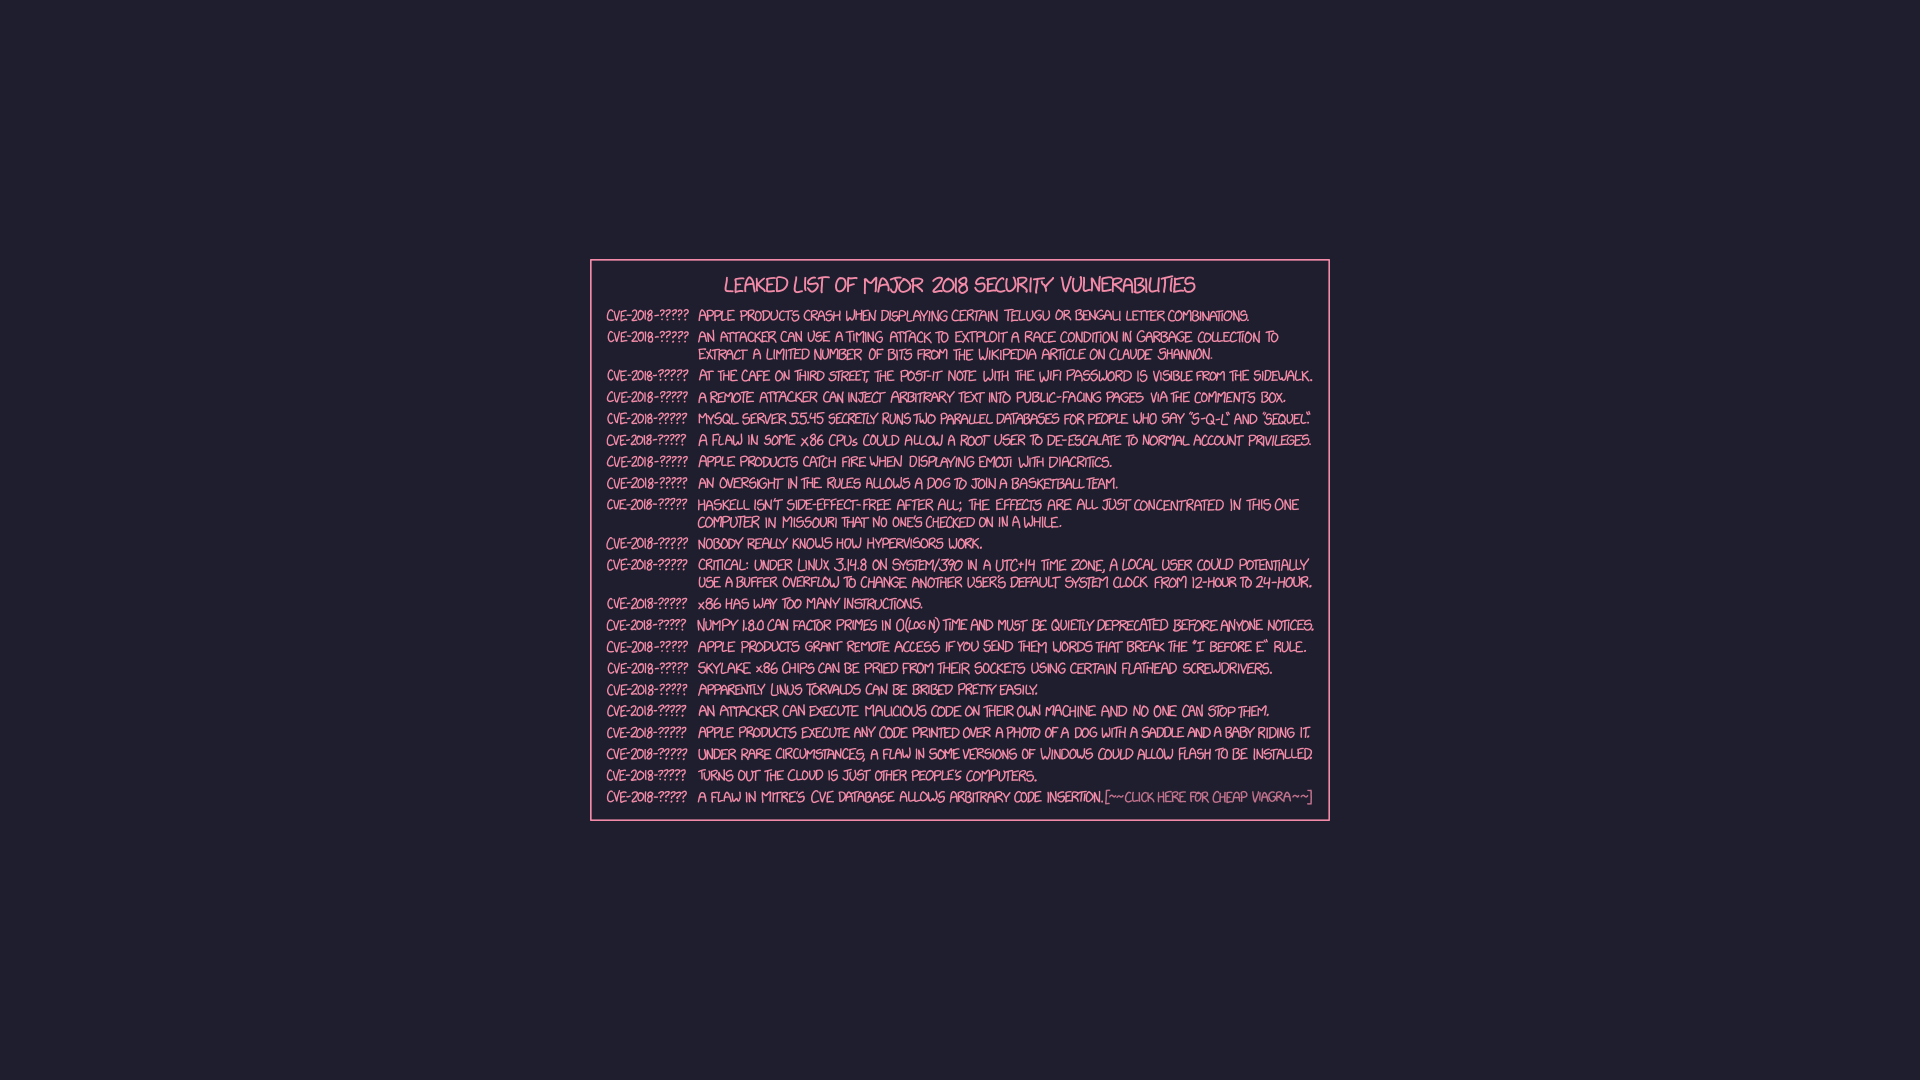 LEAKED LIST OF MAJOR 2018 SECURITY VULNERABILITIES
CVE-2018-????? APPLE PRODUCTS CRASH WHEN DISPLAYING CERTAIN TELUGU OR BENGALI LETTER COMBINATIONS.
CVE-2018-????? AN ATTACKER CAN USE A TIMING ATTACK TO EXTPLOIT A RACE CONDITION IN GARBAGE COLLECTION TO
EXTRACT A LIMITED NUMBER OF BITS FROM THE WIKIPEDIA ARTICLE ON CLAUDE SHANNON.
CVE-2018-????? AT THE CAFE ON THIRD STREET, THE POST-IT NOTE WITH THE WIFI PASSWORD IS VISIBLE FROM THE SIDEWALK.
CVE-2018-????? A REMOTE ATTACKER CAN INJECT ARBITRARY TEXT INTO PUBLIC-FACING PAGES VIA THE COMMENTS BOX.
CVE-2018-????? MYSQL SERVER 5.5.45 SECRETLY RUNS TWO PARALLEL DATABASES FOR PEOPLE WHO SAY "S-Q-L" AND "SEQUEL."
CVE-2018-????? A FLAW IN SOME x86 CPUs COULD ALLOW A ROOT USER TO DE-ESCALATE TO NORMAL ACCOUNT PRIVILEGES.
CVE-2018-????? APPLE PRODUCTS CATCH FIRE WHEN DISPLAYING EMOJI WITH DIACRITICS.
CVE-2018-????? AN OVERSIGHT IN THE RULES ALLOWS A DOG TO JOIN A BASKETBALL TEAM.
CVE-2018-????? HASKELL ISN'T SIDE-EFFECT-FREE AFTER ALL; THE EFFECTS ARE ALL JUST CONCENTRATED IN THIS ONE
COMPUTER IN MISSOURI THAT NO ONE'S CHECKED ON IN A WHILE.
CVE-2018-????? NOBODY REALLY KNOWS HOW HYPERVISORS WORK.
CVE-2018-????? CRITICAL: UNDER LINUX 3.14.8 ON SYSTEM/390 IN A UTC+14 TIME ZONE, A LOCAL USER COULD POTENTIALLY
USE A BUFFER OVERFLOW TO CHANGE ANOTHER USER'S DEFAULT SYSTEM CLOCK FROM 12-HOUR TO 24-HOUR.
CVE-2018-????? x86 HAS WAY TOO MANY INSTRUCTIONS.
CVE-2018-????? NUMPY 1.8.0 CAN FACTOR PRIMES IN O(LOG N) TIME AND MUST BE QUIETLY DEPRECATED BEFORE ANYONE NOTICES.
CVE-2018-????? APPLE PRODUCTS GRANT REMOTE ACCESS IF YOU SEND THEM WORDS THAT BREAK THE "I BEFORE E" RULE.
CVE-2018-????? SKYLAKE x86 CHIPS CAN BE PRIED FROM THEIR SOCKETS USING CERTAIN FLATHEAD SCREWDRIVERS.
CVE-2018-????? APPARENTLY LINUS TORVALDS CAN BE BRIBED PRETTY EASILY.
CVE-2018-????? AN ATTACKER CAN EXECUTE MALICIOUS CODE ON THEIR OWN MACHINE AND NO ONE CAN STOP THEM.
CVE-2018-????? APPLE PRODUCTS EXECUTE ANY CODE PRINTED OVER A PHOTO OF A DOG WITH A SADDLE AND A BABY RIDING IT.
CVE-2018-????? UNDER RARE CIRCUMSTANCES, A FLAW IN SOME VERSIONS OF WINDOWS COULD ALLOW FLASH TO BE INSTALLED.
CVE-2018-????? TURNS OUT THE CLOUD IS JUST OTHER PEOPLE'S COMPUTERS.
CVE-2018-????? A FLAW IN MITRE'S CVE DATABASE ALLOWS ARBITRARY CODE INSERTION.[~~CLICK HERE FOR CHEAP VIAGRA~~]